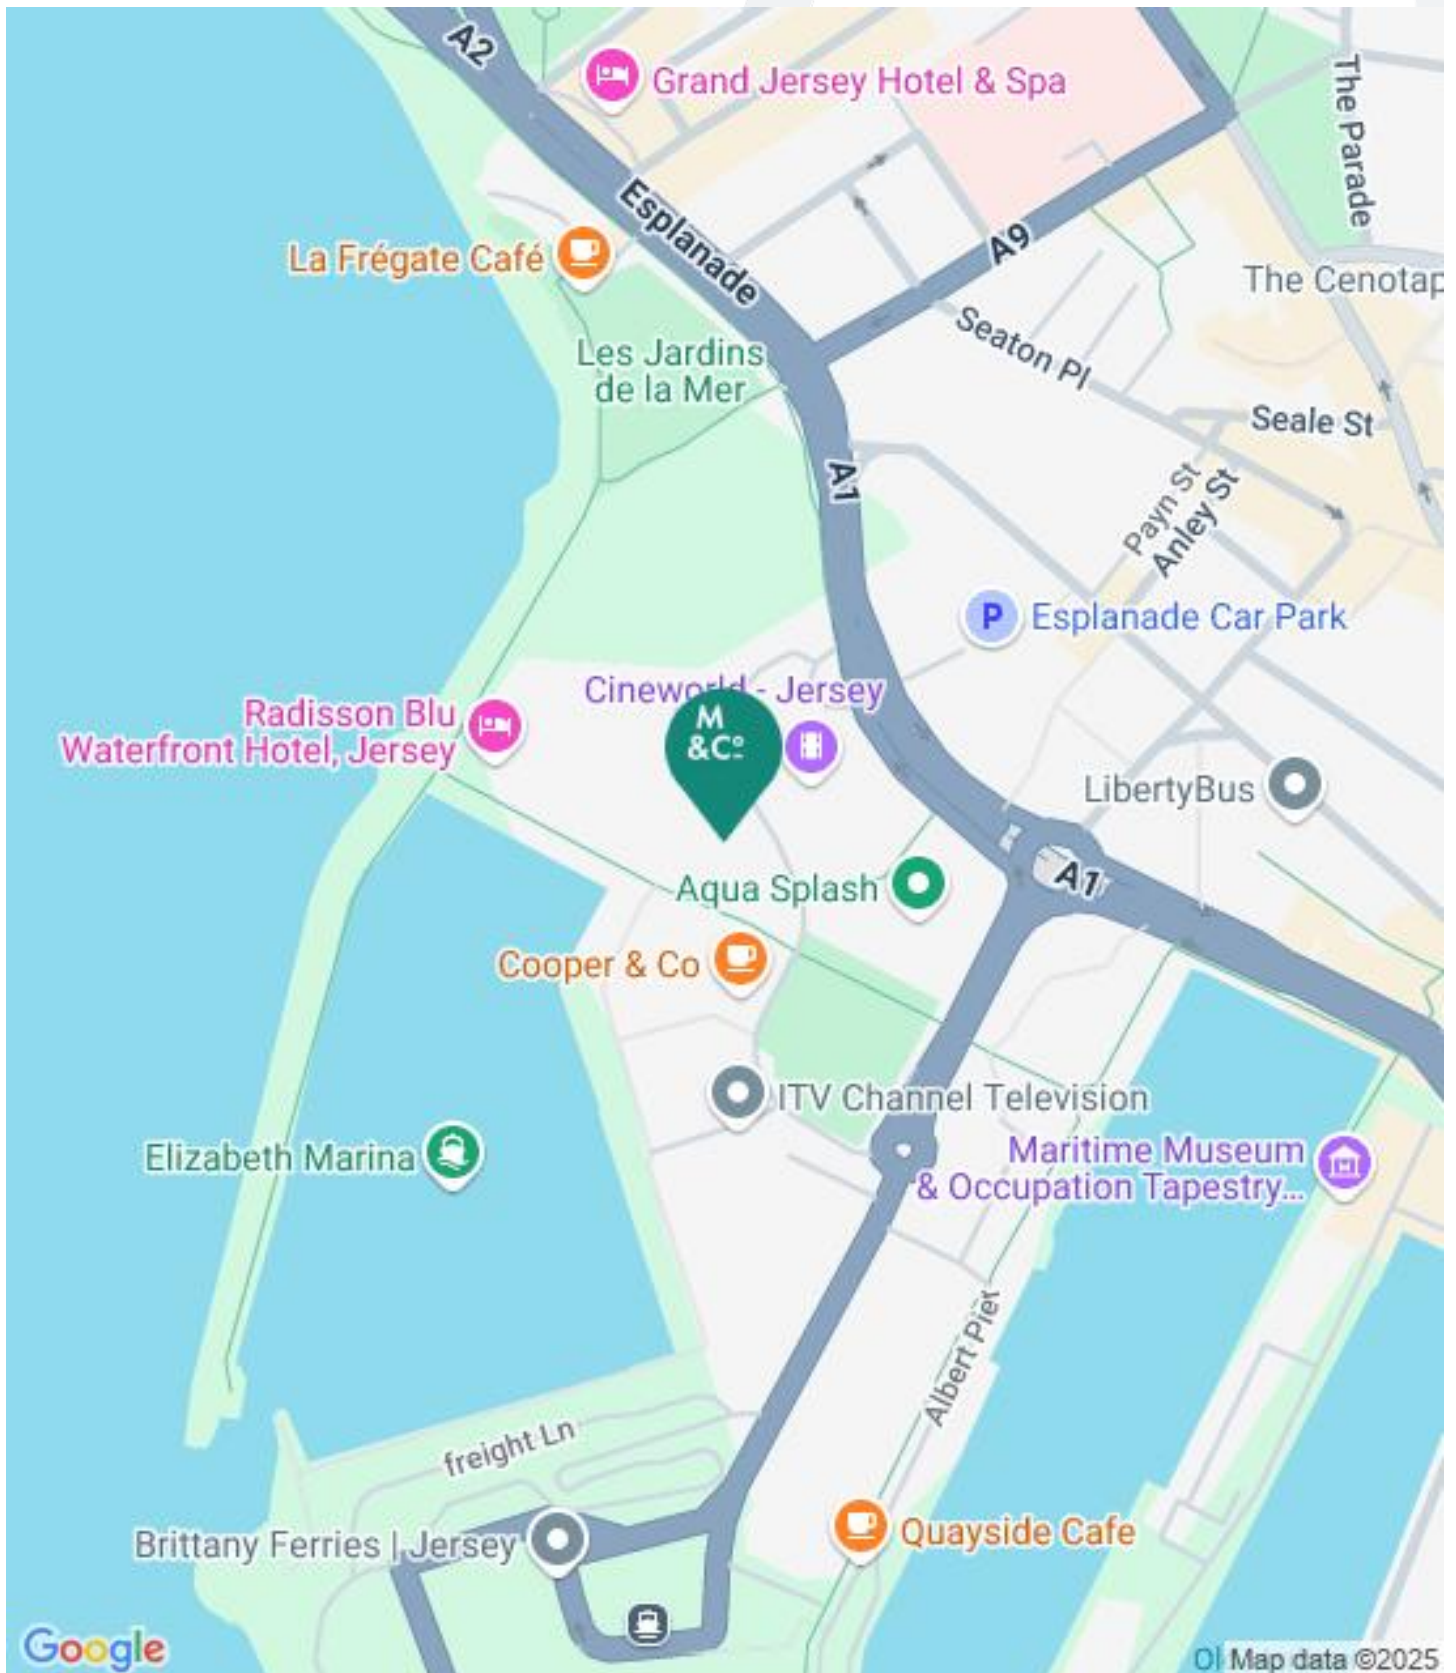 A2
Grand Jersey Hotel & Spa
The Parade
Esplanade
La Frégate Café
A9
The Cenotap
Les Jardins
de la Mer
Seaton Pl
Seale St
A1
Payn St
Anley St
P
Esplanade Car Park
Cineworld - Jersey
Radisson Blu
Waterfront Hotel, Jersey
M
&Cº
LibertyBus
A1
Aqua Splash
Cooper & Co
ITV Channel Television
Elizabeth Marina
Maritime Museum
& Occupation Tapestry...
Albert Pier
freight Ln
Brittany Ferries | Jersey
Quayside Cafe
Google
Map data ©2025